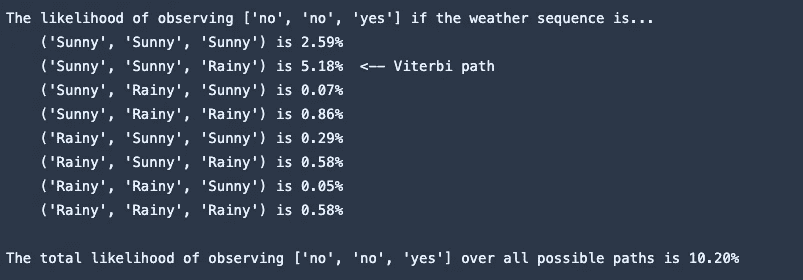 The likelihood of observing ['no', 'no', 'yes'] if the weather sequence is...
('Sunny', 'Sunny', 'Sunny') is 2.59%
('Sunny', 'Sunny', 'Rainy') is 5.18% <-- Viterbi path
('Sunny', 'Rainy', 'Sunny') is 0.07%
('Sunny', 'Rainy', 'Rainy') is 0.86%
('Rainy', 'Sunny', 'Sunny') is 0.29%
('Rainy', 'Sunny', 'Rainy') is 0.58%
('Rainy', 'Rainy', 'Sunny') is 0.05%
('Rainy', 'Rainy', 'Rainy') is 0.58%
The total likelihood of observing ['no', 'no', 'yes'] over all possible paths is 10.20%